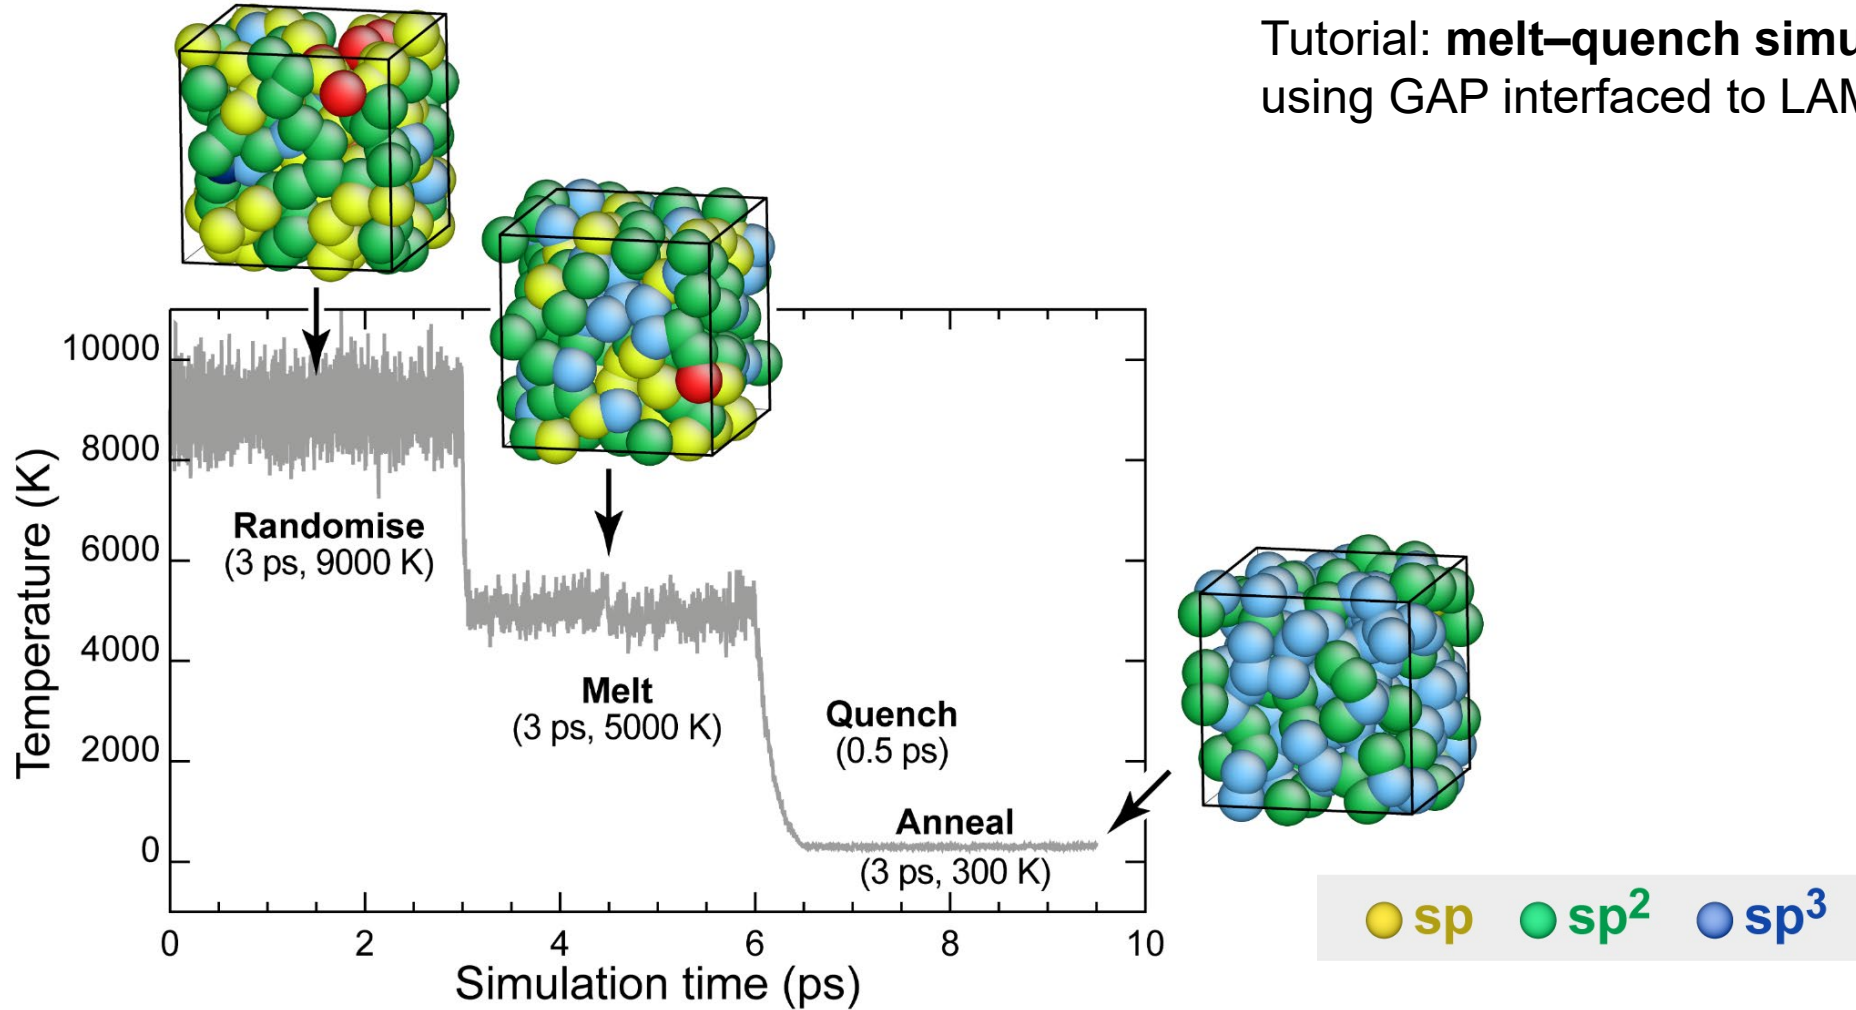 Tutorial: melt–quench simu
using GAP interfaced to LAM
Temperature (K)
10000
8000
6000
4000
2000
0
Randomise
(3 ps, 9000 K)
Melt
(3 ps, 5000 K)
Quench
(0.5 ps)
Anneal
(3 ps, 300 K)
0 2 4 6 8 10
Simulation time (ps)
sp sp² sp³